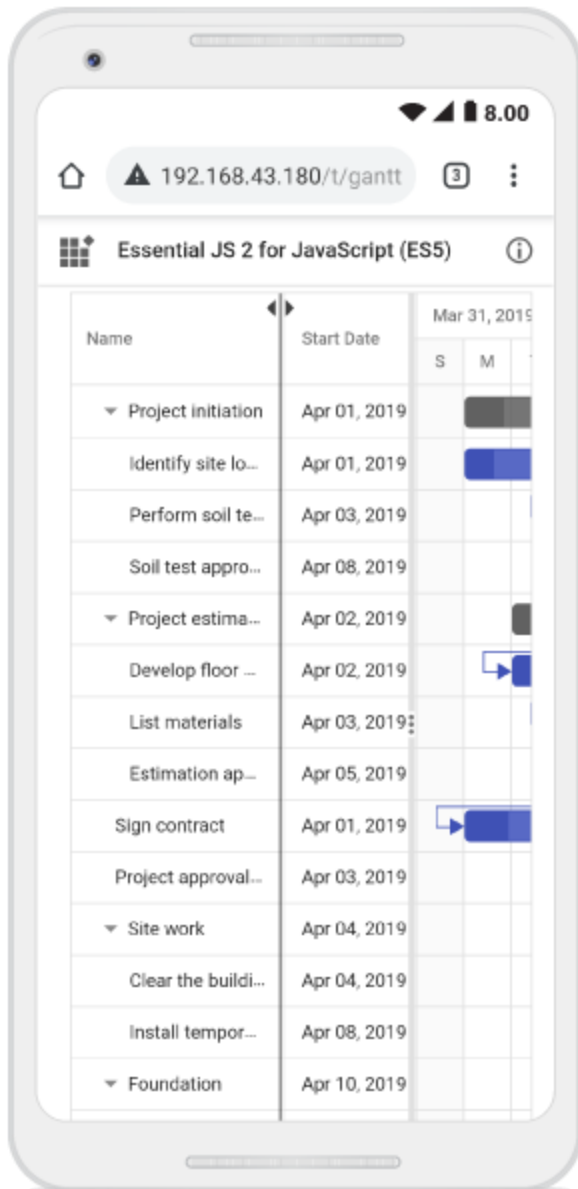 8.00
192.168.43.180/t/gantt
3
Essential JS 2 for JavaScript (ES5)
Name Start Date Mar 31, 2019
S M
Project initiation Apr 01, 2019
Identify site lo... Apr 01, 2019
Perform soil te... Apr 03, 2019
Soil test appro... Apr 08, 2019
Project estima... Apr 02, 2019
Develop floor ... Apr 02, 2019
List materials Apr 03, 2019
Estimation ap... Apr 05, 2019
Sign contract Apr 01, 2019
Project approval... Apr 03, 2019
Site work Apr 04, 2019
Clear the buildi... Apr 04, 2019
Install tempor... Apr 08, 2019
Foundation Apr 10, 2019